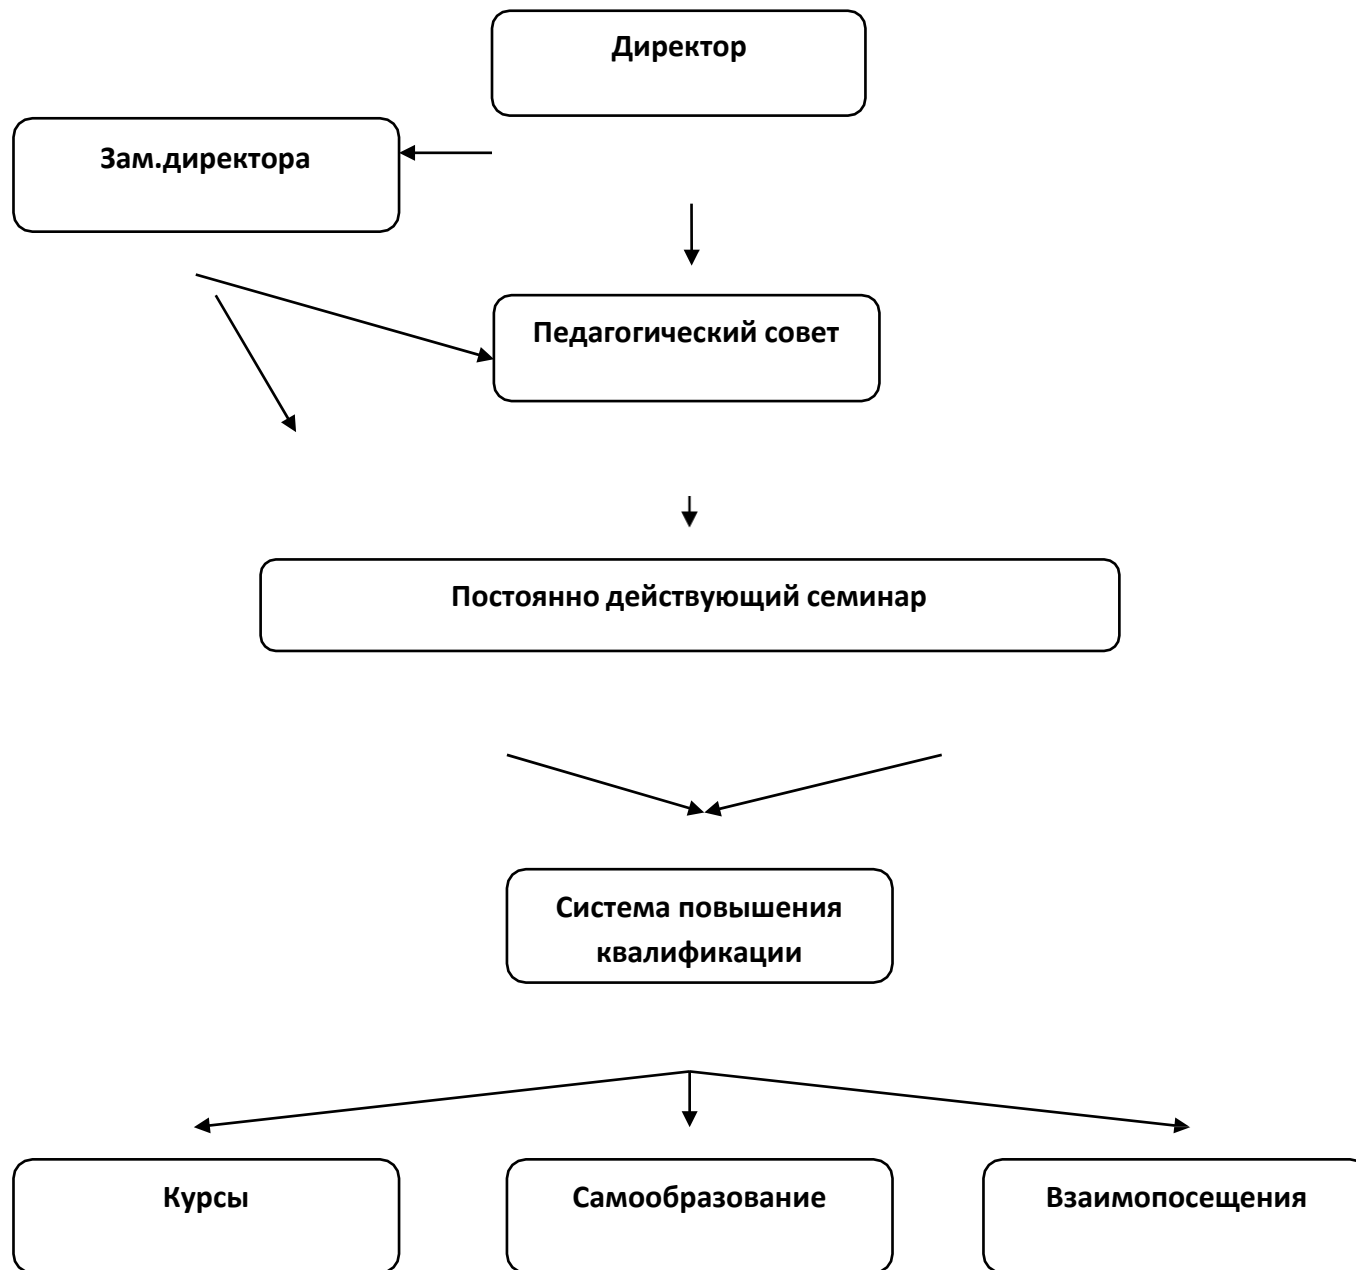 Директор
Зам.директора
Педагогический совет
Постоянно действующий семинар
Система повышения
квалификации
Курсы
Самообразование
Взаимопосещения